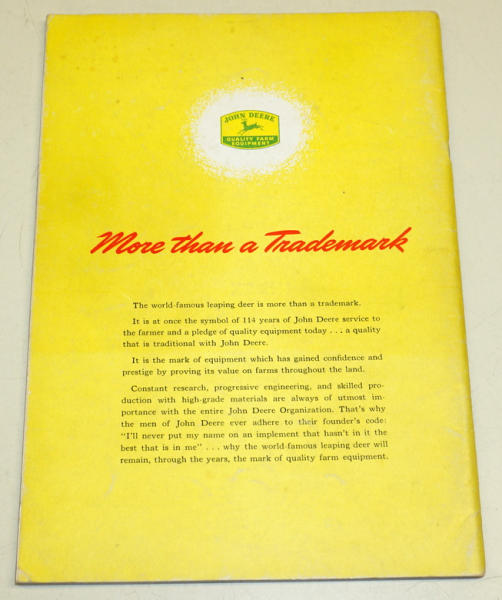 JOHN DEERE
QUALITY FARM
EQUIPMENT
More than a Trademark
The world-famous leaping deer is more than a trademark.
It is at once the symbol of 114 years of John Deere service to
the farmer and a pledge of quality equipment today . . . a quality
that is traditional with John Deere.
It is the mark of equipment which has gained confidence and
prestige by proving its value on farms throughout the land.
Constant research, progressive engineering, and skilled pro-
duction with high-grade materials are always of utmost im-
portance with the entire John Deere Organization. That's why
the men of John Deere ever adhere to their founder's code:
"I'll never put my name on an implement that hasn't in it the
best that is in me" . . . why the world-famous leaping deer will
remain, through the years, the mark of quality farm equipment.